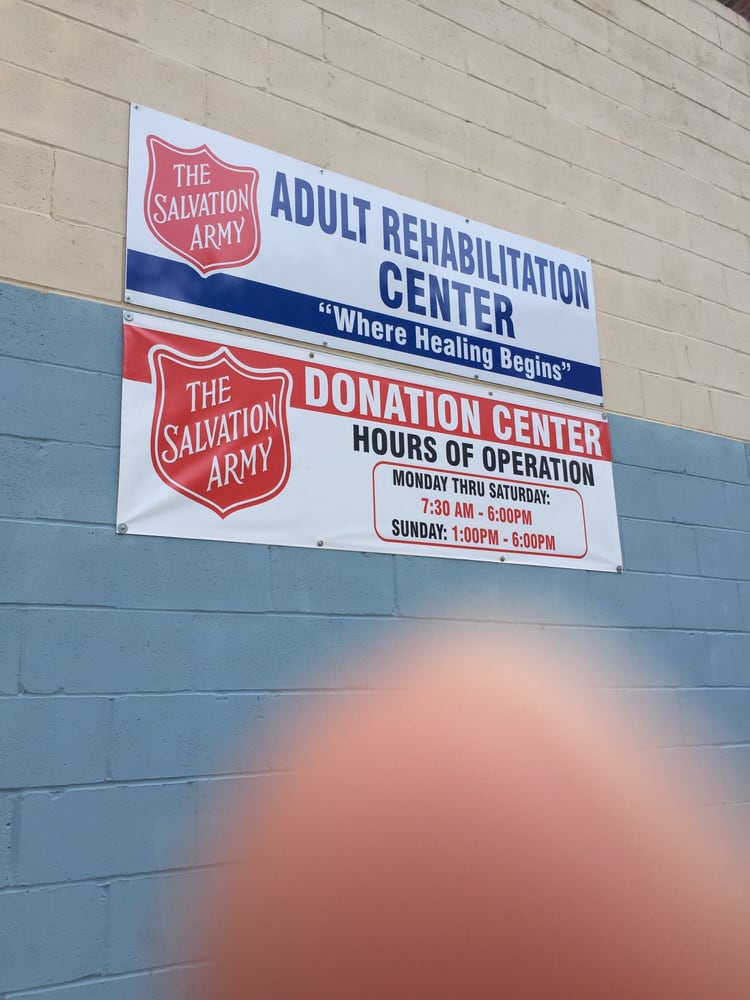 THE
SALVATION
ARMY
ADULT REHABILITATION
CENTER
“Where Healing Begins”
THE
SALVATION
ARMY
DONATION CENTER
HOURS OF OPERATION
MONDAY THRU SATURDAY:
7:30 AM - 6:00PM
SUNDAY: 1:00PM - 6:00PM